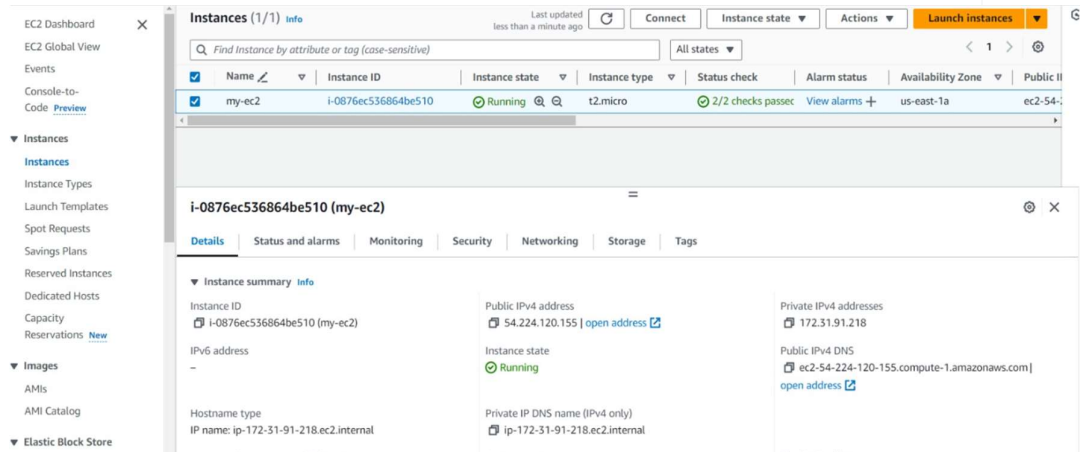 EC2 Dashboard
EC2 Global View
Events
Console-to-
Code Preview
Instances
Instances
Instance Types
Launch Templates
Spot Requests
Savings Plans
Reserved Instances
Dedicated Hosts
Capacity
Reservations New
Images
AMIs
AMI Catalog
Elastic Block Store
Instances (1/1) Info
Last updated
less than a minute ago
Connect
Instance state
Actions
Launch instances
Find Instance by attribute or tag (case-sensitive)
All states
1
Name Instance ID Instance state Instance type Status check Alarm status Availability Zone Public
my-ec2 i-0876ec536864be510 Running t2.micro 2/2 checks passec View alarms + us-east-1a ec2-54-
i-0876ec536864be510 (my-ec2)
Details Status and alarms Monitoring Security Networking Storage Tags
Instance summary Info
Instance ID
i-0876ec536864be510 (my-ec2)
Public IPv4 address
54.224.120.155 | open address
Private IPv4 addresses
172.31.91.218
IPv6 address
–
Instance state
Running
Public IPv4 DNS
ec2-54-224-120-155.compute-1.amazonaws.com |
open address
Hostname type
IP name: ip-172-31-91-218.ec2.internal
Private IP DNS name (IPv4 only)
ip-172-31-91-218.ec2.internal